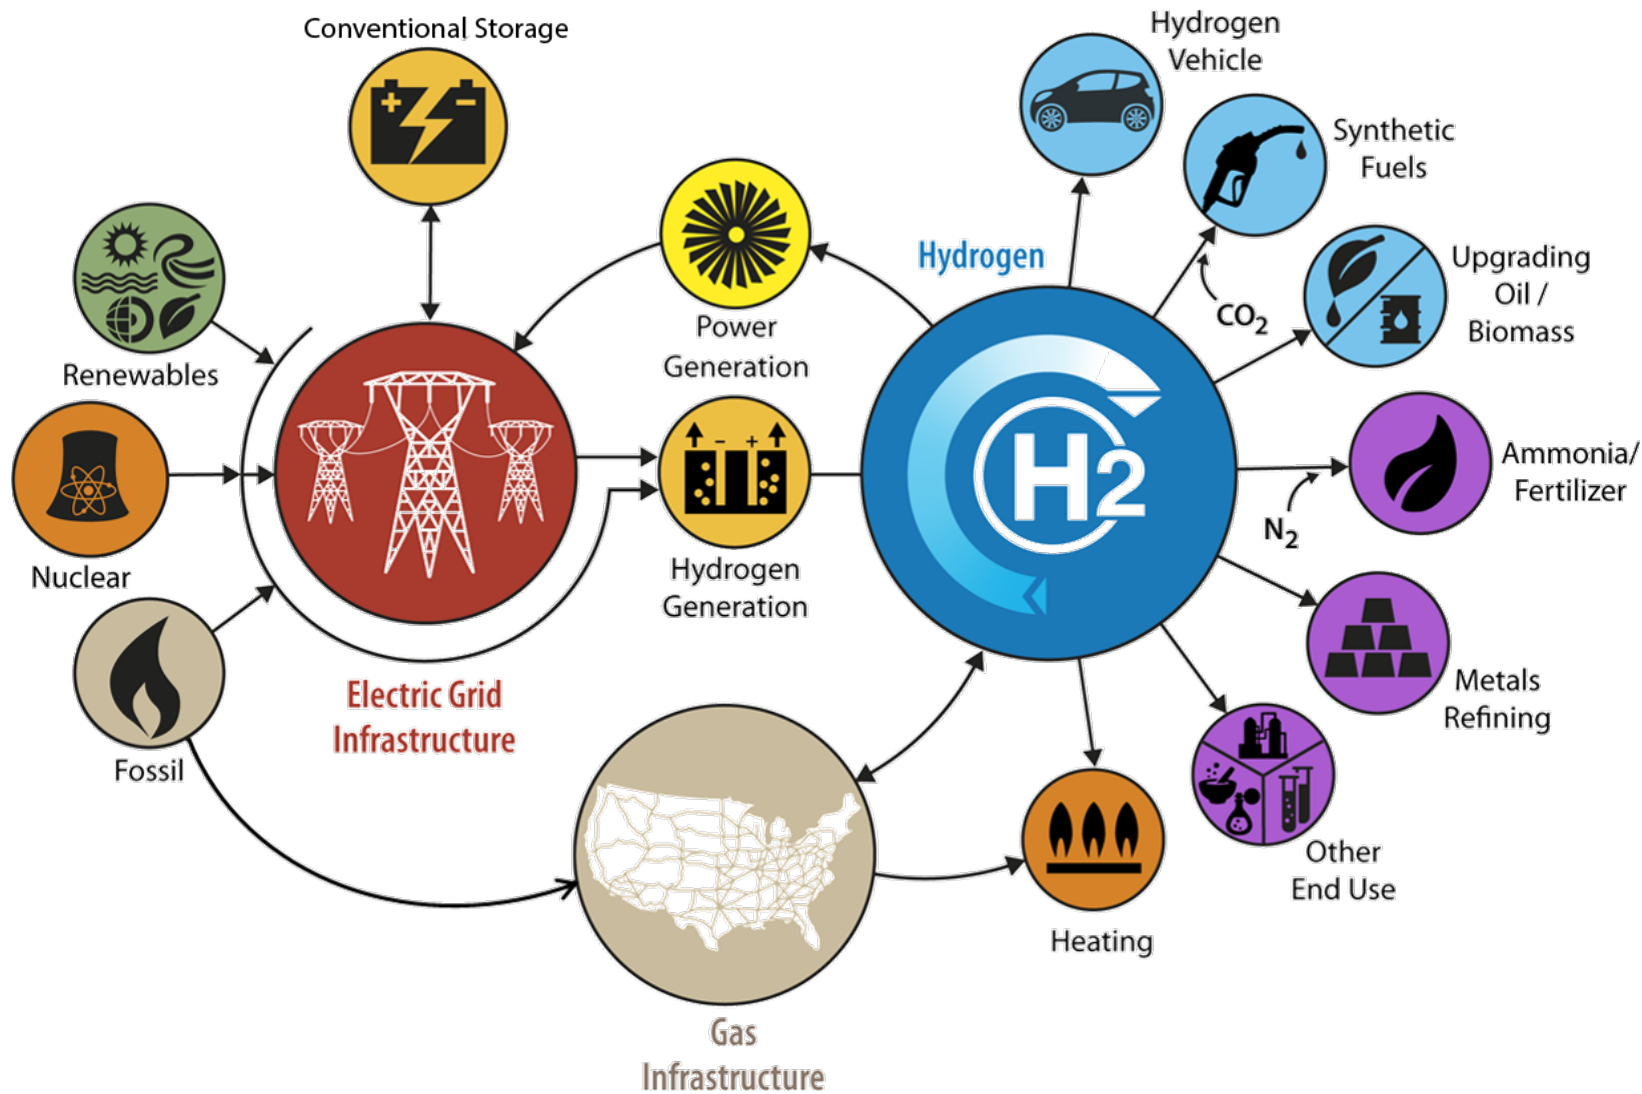 Conventional Storage
+ -
Hydrogen
Vehicle
Synthetic
Fuels
CO2
Upgrading
Oil /
Biomass
Renewables
Power
Generation
Hydrogen
H2
- +
Hydrogen
Generation
Nuclear
Ammonia/
Fertilizer
N2
Metals
Refining
Electric Grid
Infrastructure
Fossil
Other
End Use
Heating
Gas
Infrastructure